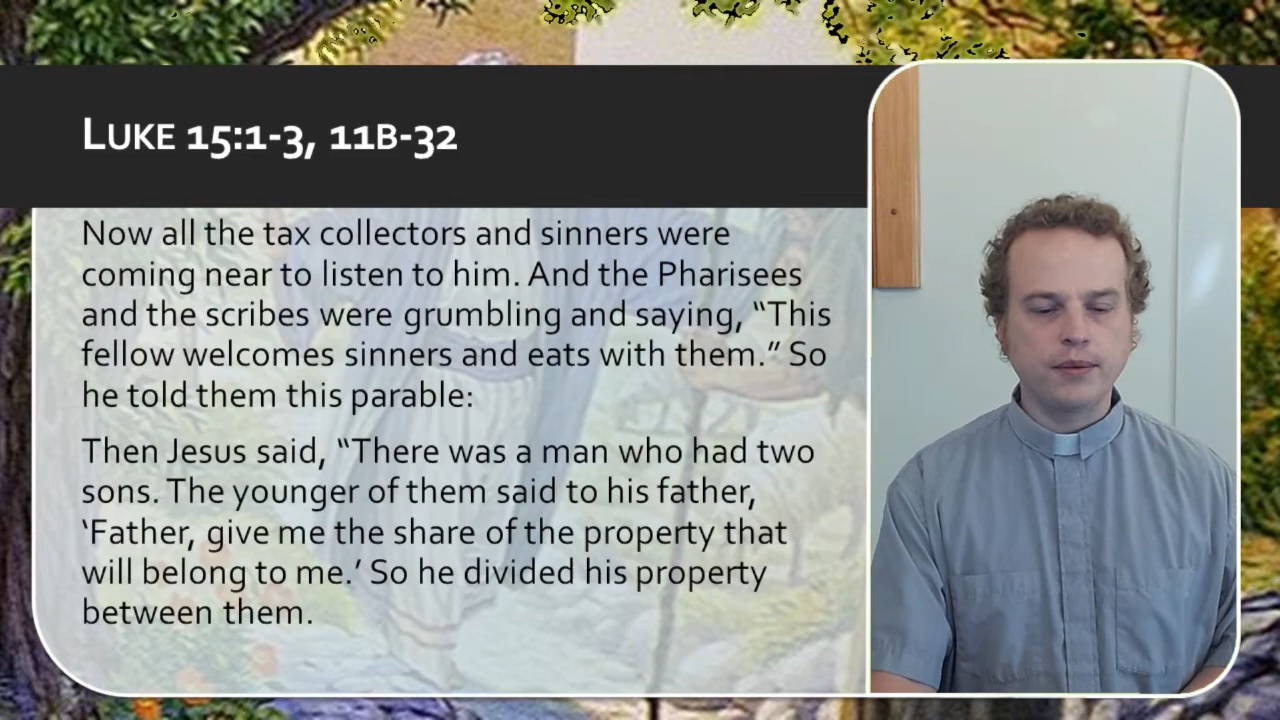 LUKE 15:1-3, 11B-32
Now all the tax collectors and sinners were
coming near to listen to him. And the Pharisees
and the scribes were grumbling and saying, “This
fellow welcomes sinners and eats with them.” So
he told them this parable:
Then Jesus said, “There was a man who had two
sons. The younger of them said to his father,
‘Father, give me the share of the property that
will belong to me.’ So he divided his property
between them.